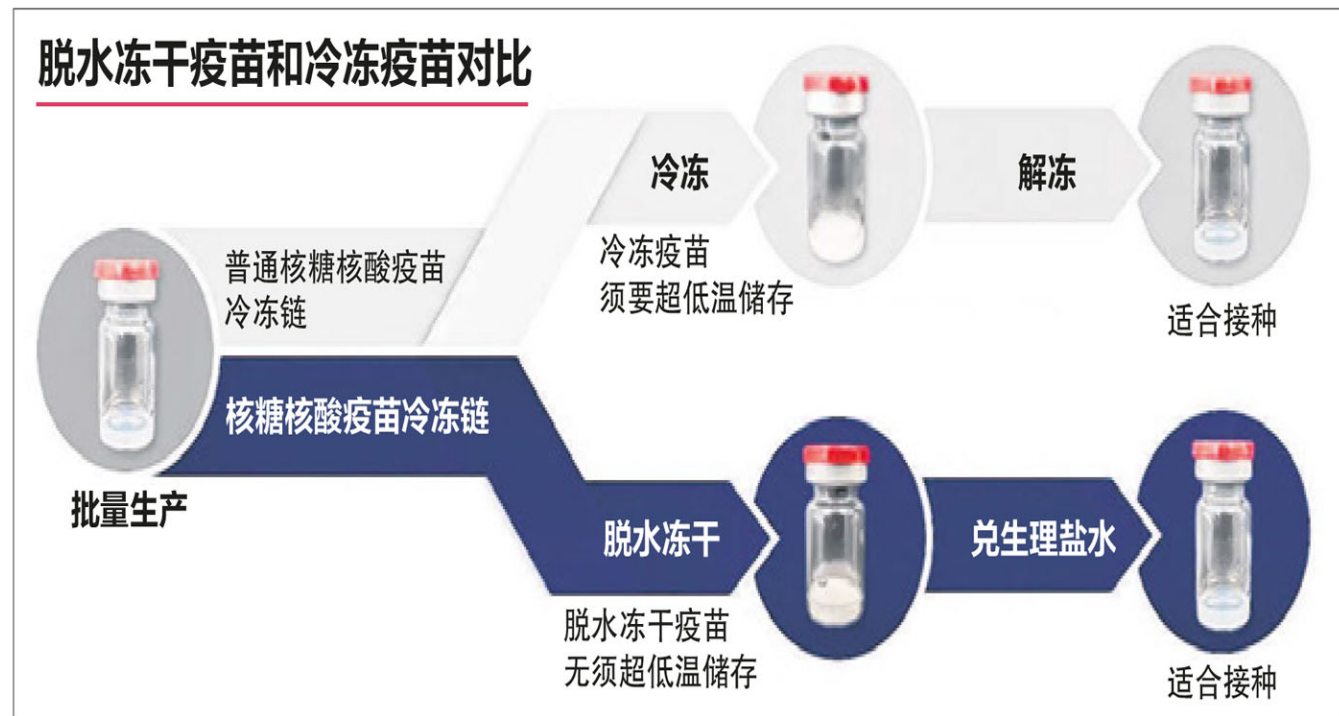 脱水冻干疫苗和冷冻疫苗对比
普通核糖核酸疫苗
冷冻链
冷冻
冷冻疫苗
须要超低温储存
解冻
适合接种
批量生产
核糖核酸疫苗冷冻链
脱水冻干
脱水冻干疫苗
无须超低温储存
兑生理盐水
适合接种